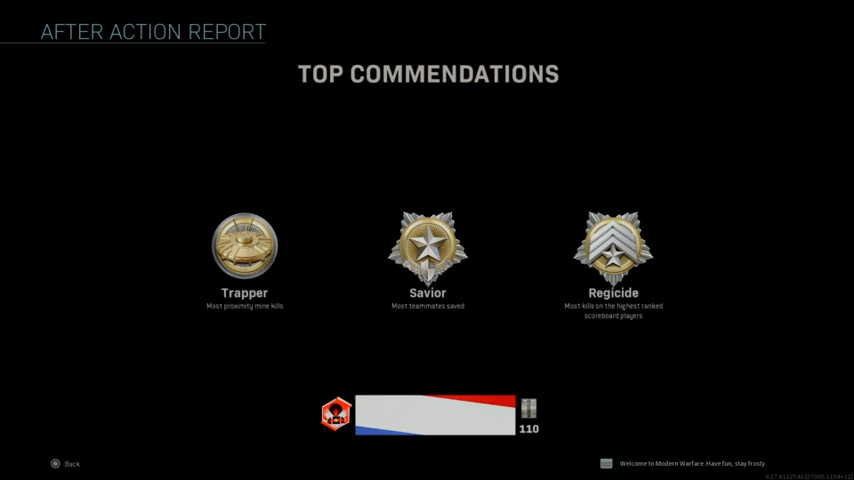 AFTER ACTION REPORT
TOP COMMENDATIONS
Trapper
Most proximity mine kills
Savior
Most teammates saved
Regicide
Most kills on the highest ranked
scoreboard players
110
Back
Welcome to Modern Warfare. Have fun, stay frosty.